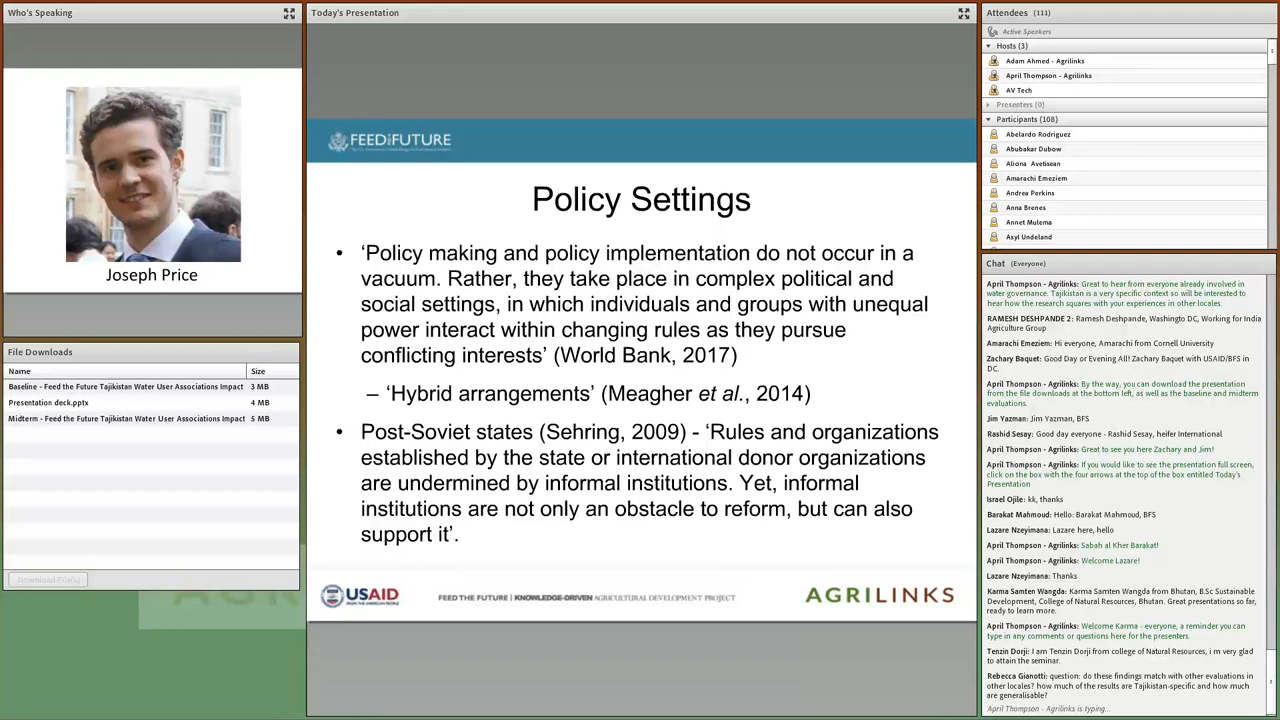 Who's Speaking
Joseph Price
File Downloads
Name Size
Baseline - Feed the Future Tajikistan Water User Associations Impact 3 MB
Presentation deck.pptx 4 MB
Midterm - Feed the Future Tajikistan Water User Associations Impact 5 MB
Download File(s)
Today's Presentation
FEED THE FUTURE
Policy Settings
• ‘Policy making and policy implementation do not occur in a
vacuum. Rather, they take place in complex political and
social settings, in which individuals and groups with unequal
power interact within changing rules as they pursue
conflicting interests’ (World Bank, 2017)
– ‘Hybrid arrangements’ (Meagher et al., 2014)
• Post-Soviet states (Sehring, 2009) - ‘Rules and organizations
established by the state or international donor organizations
are undermined by informal institutions. Yet, informal
institutions are not only an obstacle to reform, but can also
support it’.
USAID
FROM THE AMERICAN PEOPLE
FEED THE FUTURE | KNOWLEDGE-DRIVEN AGRICULTURAL DEVELOPMENT PROJECT
AGRILINKS
Attendees (111)
Active Speakers
Hosts (3)
Adam Ahmed - Agrilinks
April Thompson - Agrilinks
AV Tech
Presenters (0)
Participants (108)
Abelardo Rodriguez
Abubakar Dubow
Aliona Avetisean
Amarachi Emeziem
Andrea Perkins
Anna Brenes
Annet Mulema
Asyl Undeland
Chat (Everyone)
April Thompson - Agrilinks: Great to hear from everyone already involved in
water governance. Tajikistan is a very specific context so will be interested to
hear how the research squares with your experiences in other locales.
RAMESH DESHPANDE 2: Ramesh Deshpande, Washingto DC, Working for India
Agriculture Group
Amarachi Emeziem: Hi everyone, Amarachi from Cornell University
Zachary Baquet: Good Day or Evening All! Zachary Baquet with USAID/BFS in
DC.
April Thompson - Agrilinks: By the way, you can download the presentation
from the file downloads at the bottom left, as well as the baseline and midterm
evaluations.
Jim Yazman: Jim Yazman, BFS
Rashid Sesay: Good day everyone - Rashid Sesay, heifer International
April Thompson - Agrilinks: Great to see you here Zachary and Jim!
April Thompson - Agrilinks: If you would like to see the presentation full screen,
click on the box with the four arrows at the top of the box entitled Today's
Presentation
Israel Ojile: kk, thanks
Barakat Mahmoud: Hello: Barakat Mahmoud, BFS
Lazare Nzeyimana: Lazare here, hello
April Thompson - Agrilinks: Sabah al Kher Barakat!
April Thompson - Agrilinks: Welcome Lazare!
Lazare Nzeyimana: Thanks
Karma Samten Wangda: Karma Samten Wangda from Bhutan, B.Sc Sustainable
Development, College of Natural Resources, Bhutan. Great presentations so far,
ready to learn more.
April Thompson - Agrilinks: Welcome Karma - everyone, a reminder you can
type in any comments or questions here for the presenters.
Tenzin Dorji: I am Tenzin Dorji from college of Natural Resources, i m very glad
to attain the seminar.
Rebecca Gianotti: question: do these findings match with other evaluations in
other locales? how much of the results are Tajikistan-specific and how much
are generalisable?
April Thompson - Agrilinks is typing...